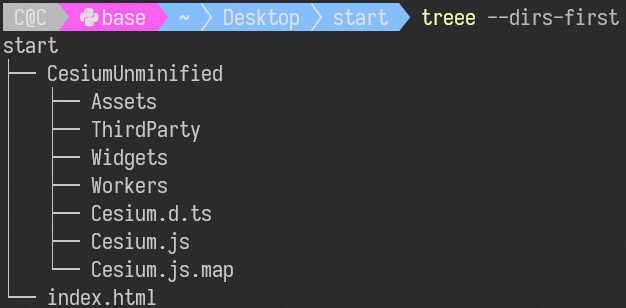 C@C base ~ Desktop start treee --dirs-first
start
├── CesiumUnminified
│   ├── Assets
│   ├── ThirdParty
│   ├── Widgets
│   ├── Workers
│   ├── Cesium.d.ts
│   ├── Cesium.js
│   └── Cesium.js.map
└── index.html